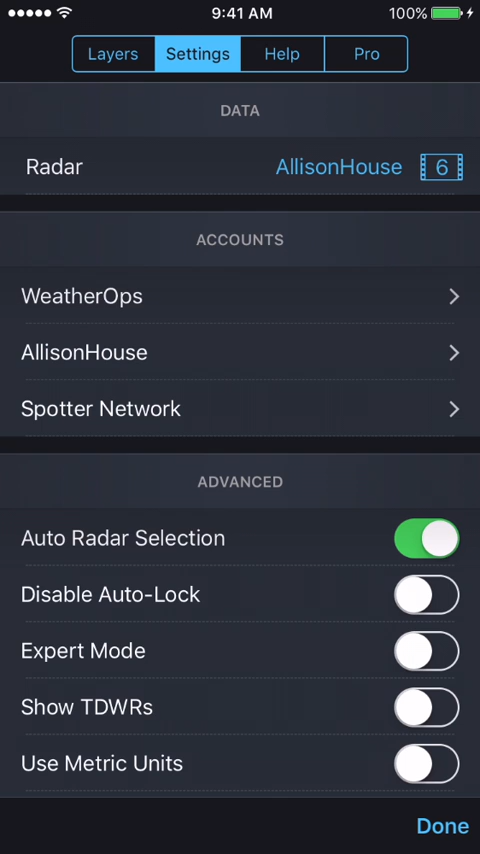 9:41 AM 100%
Layers Settings Help Pro
DATA
Radar AllisonHouse 6
ACCOUNTS
WeatherOps
AllisonHouse
Spotter Network
ADVANCED
Auto Radar Selection
Disable Auto-Lock
Expert Mode
Show TDWRs
Use Metric Units
Done